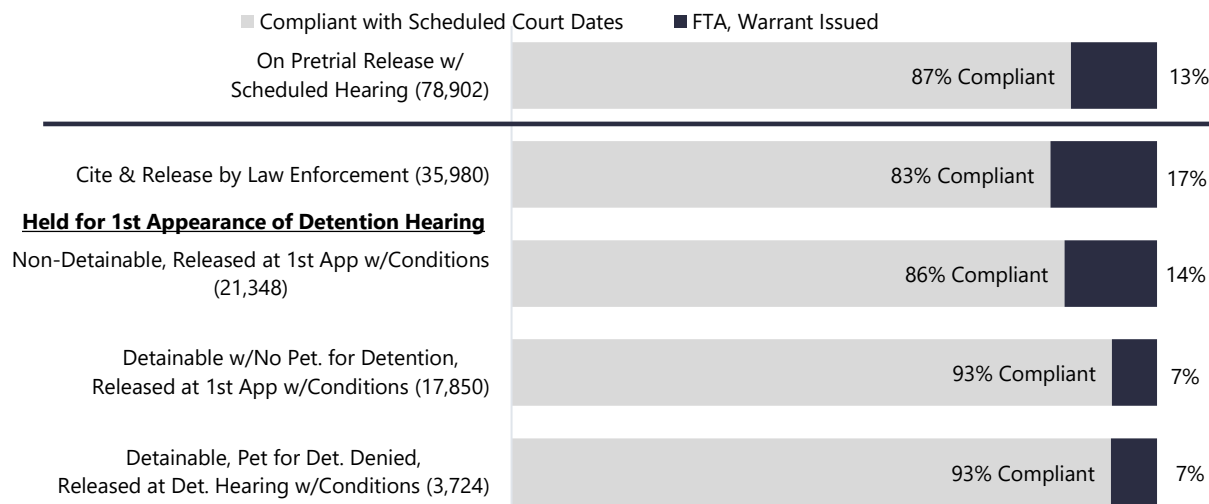 Compliant with Scheduled Court Dates FTA, Warrant Issued
On Pretrial Release w/
Scheduled Hearing (78,902)
87% Compliant
13%
Cite & Release by Law Enforcement (35,980)
83% Compliant
17%
Held for 1st Appearance of Detention Hearing
Non-Detainable, Released at 1st App w/Conditions
(21,348)
86% Compliant
14%
Detainable w/No Pet. for Detention,
Released at 1st App w/Conditions (17,850)
93% Compliant
7%
Detainable, Pet for Det. Denied,
Released at Det. Hearing w/Conditions (3,724)
93% Compliant
7%